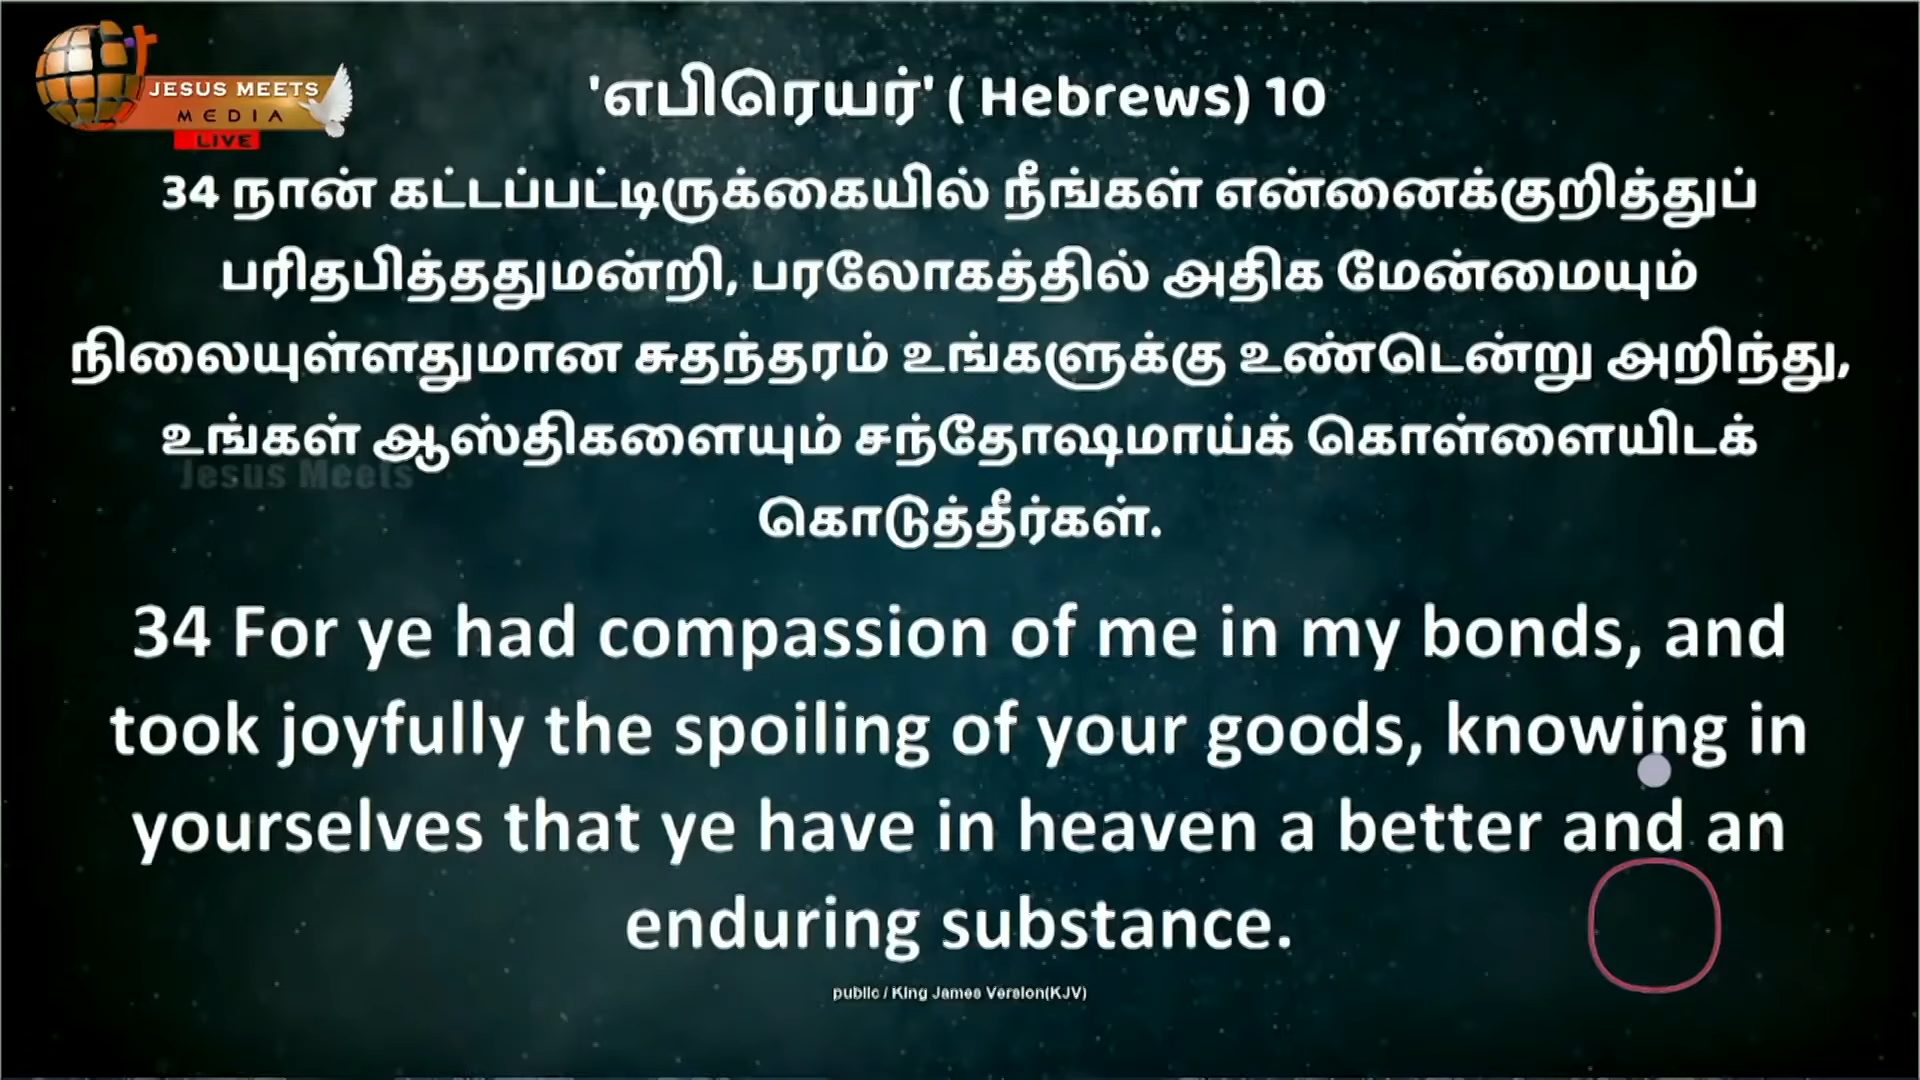 JESUS MEETS
MEDIA
LIVE
'எபிரெயர்' ( Hebrews) 10
34 நான் கட்டப்பட்டிருக்கையில் நீங்கள் என்னைக்குறித்துப்
பரிதபித்ததுமன்றி, பரலோகத்தில் அதிக மேன்மையும்
நிலையுள்ளதுமான சுதந்தரம் உங்களுக்கு உண்டென்று அறிந்து,
உங்கள் ஆஸ்திகளையும் சந்தோஷமாய்க் கொள்ளையிடக்
Jesus Meets
கொடுத்தீர்கள்.
34 For ye had compassion of me in my bonds, and
took joyfully the spoiling of your goods, knowing in
yourselves that ye have in heaven a better and an
enduring substance.
public / King James Version(KJV)